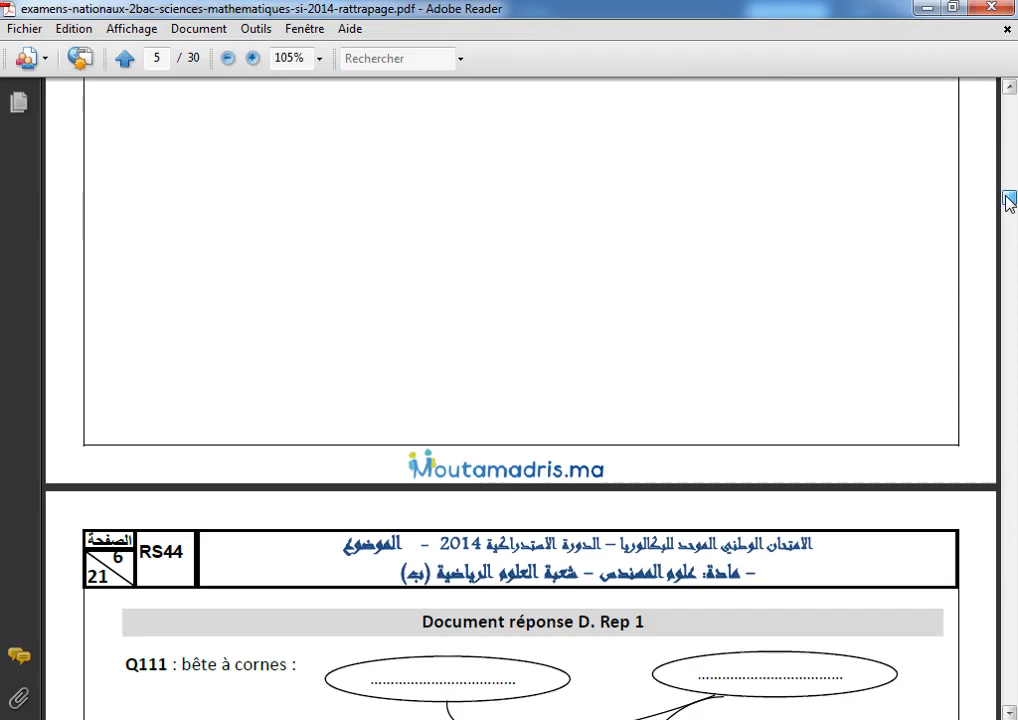 examens-nationaux-2bac-sciences-mathematiques-si-2014-rattrapage.pdf - Adobe Reader
Fichier Edition Affichage Document Outils Fenêtre Aide
5 / 30 105% Rechercher
Moutamadris.ma
الصفحة
6
21
RS44
الامتحان الوطني الموحد للبكالوريا – الدورة الاستدراكية 2014 - الموضوع
– مادة: علوم المهندس – شعبة العلوم الرياضية (ب)
Document réponse D. Rep 1
Q111 : bête à cornes :
...................................
...................................